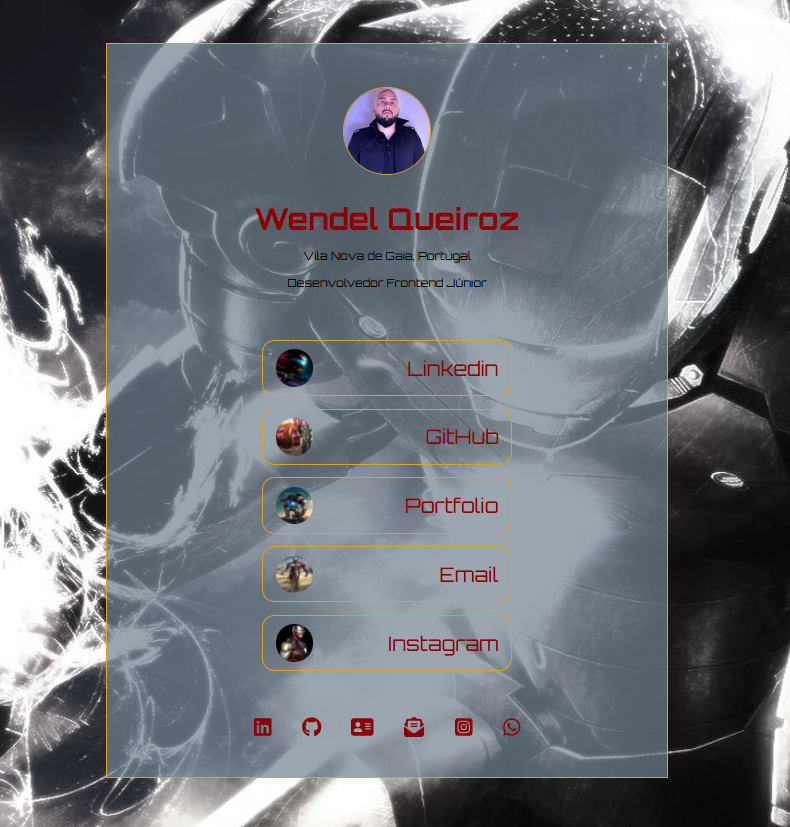 Wendel Queiroz
Vila Nova de Gaia, Portugal
Desenvolvedor Frontend Júnior
Linkedin
GitHub
Portfolio
Email
Instagram